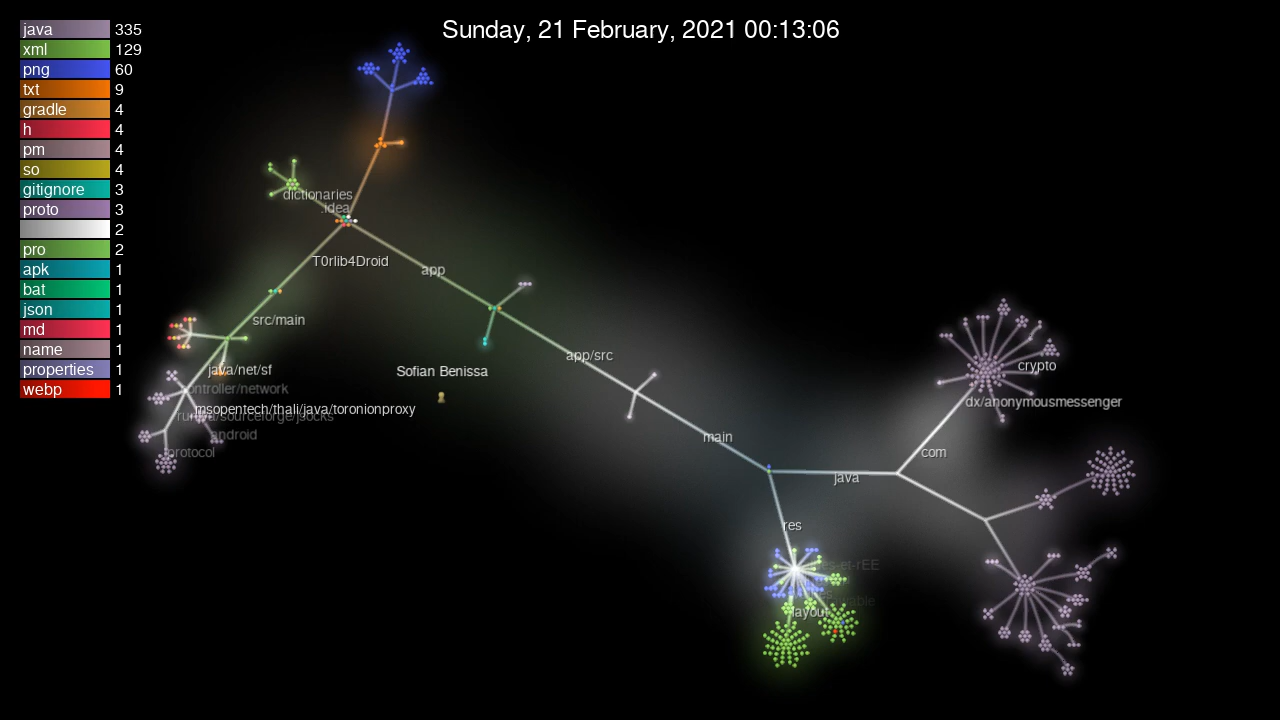 Sunday, 21 February, 2021 00:13:06
java 335
xml 129
png 60
txt 9
gradle 4
h 4
pm 4
so 4
gitignore 3
proto 3
2
pro 2
apk 1
bat 1
json 1
md 1
name 1
properties 1
webp 1
dictionaries
.idea
T0rlib4Droid
app
src/main
app/src
crypto
java/net/sf
Sofian Benissa
dx/anonymousmessenger
msopentech/thali/java/toronionproxy
android
main
protocol
com
java
res
layout